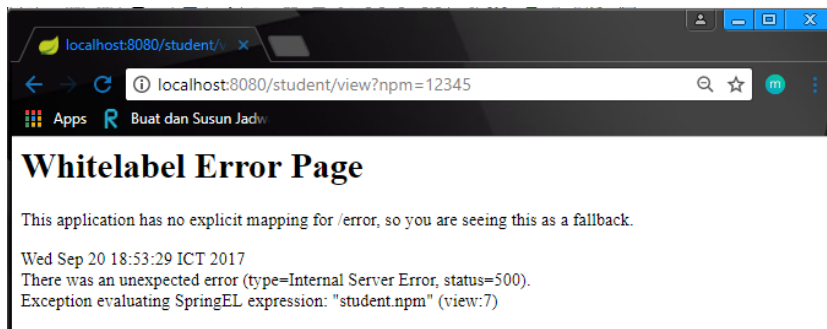 localhost:8080/student/v
localhost:8080/student/view?npm=12345
m
Apps
Buat dan Susun Jadw
Whitelabel Error Page
This application has no explicit mapping for /error, so you are seeing this as a fallback.
Wed Sep 20 18:53:29 ICT 2017
There was an unexpected error (type=Internal Server Error, status=500).
Exception evaluating SpringEL expression: "student.npm" (view:7)